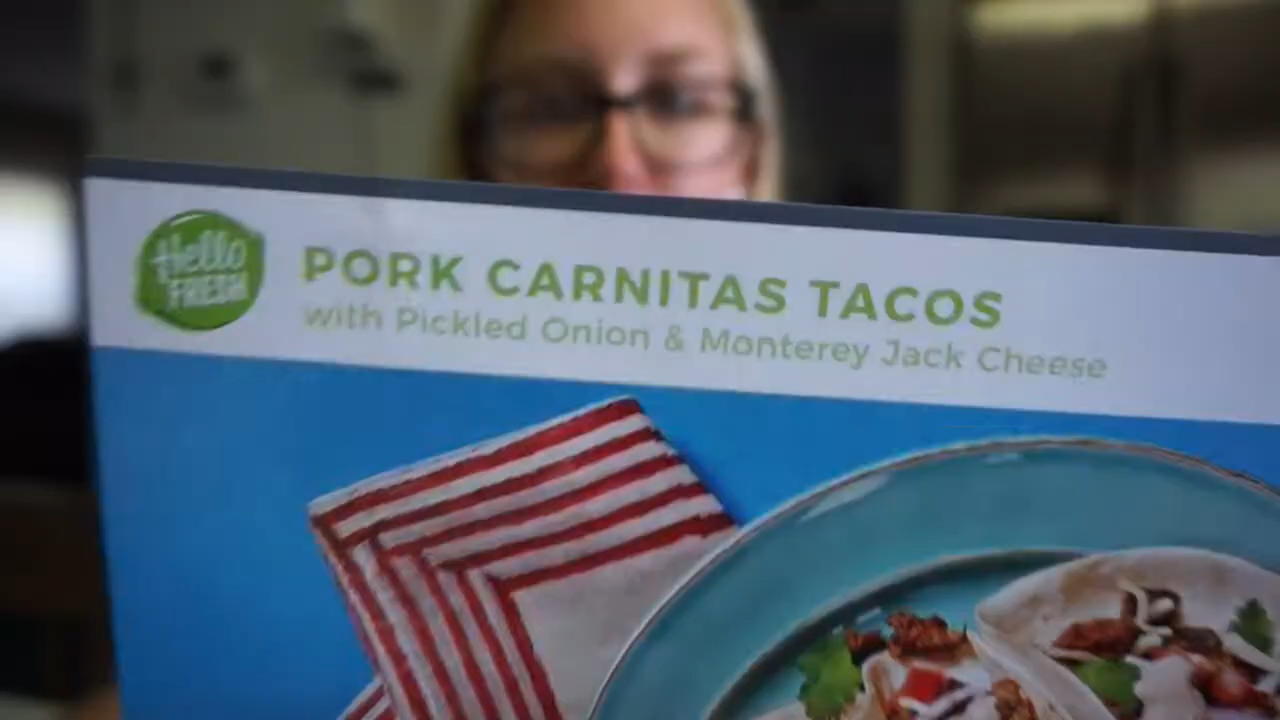 Hello
FRESH
PORK CARNITAS TACOS
with Pickled Onion & Monterey Jack Cheese